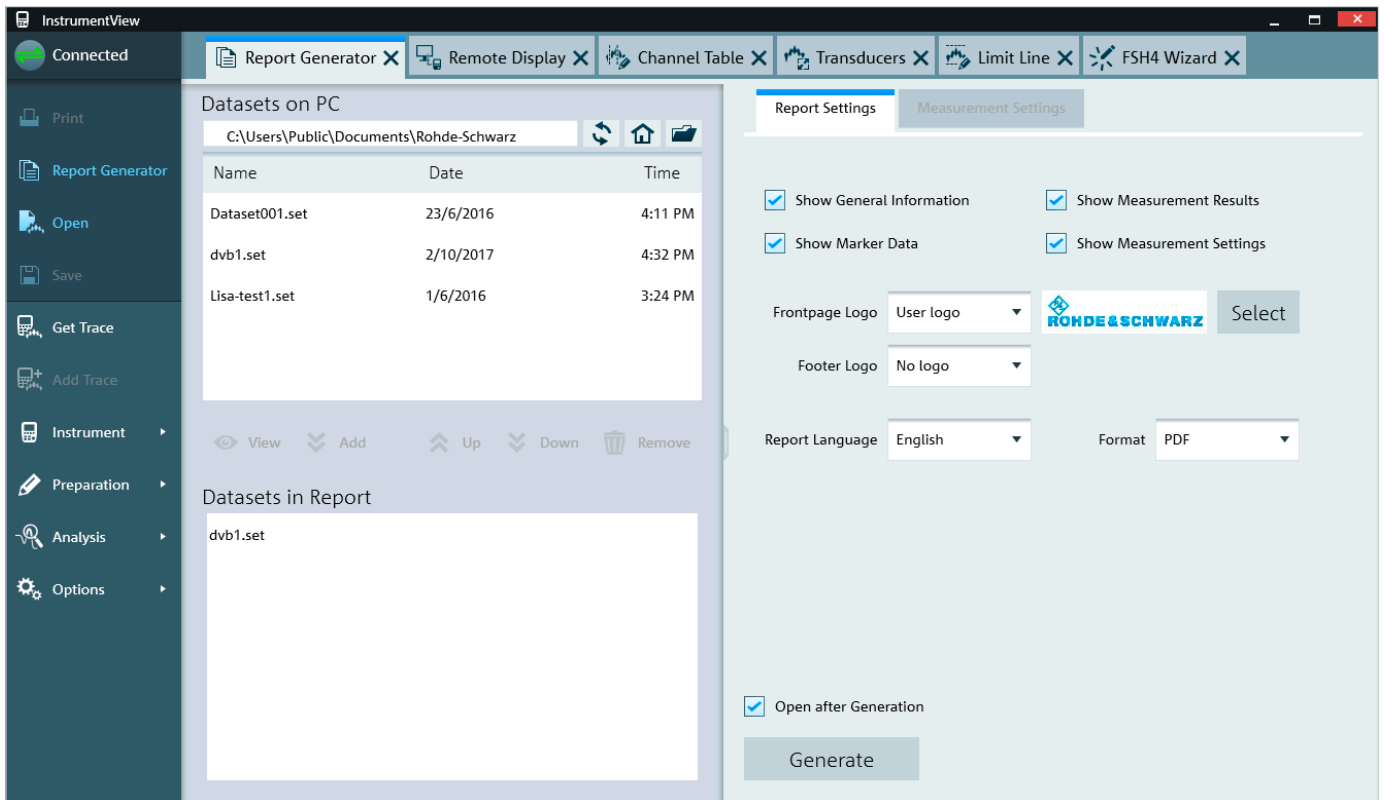 InstrumentView
Connected
Report Generator
Remote Display
Channel Table
Transducers
Limit Line
FSH4 Wizard
Print
Report Generator
Open
Save
Get Trace
Add Trace
Instrument
Preparation
Analysis
Options
Datasets on PC
C:\Users\Public\Documents\Rohde-Schwarz
Name Date Time
Dataset001.set 23/6/2016 4:11 PM
dvb1.set 2/10/2017 4:32 PM
Lisa-test1.set 1/6/2016 3:24 PM
View Add Up Down Remove
Datasets in Report
dvb1.set
Report Settings Measurement Settings
Show General Information Show Measurement Results
Show Marker Data Show Measurement Settings
Frontpage Logo User logo ROHDE&SCHWARZ Select
Footer Logo No logo
Report Language English Format PDF
Open after Generation
Generate